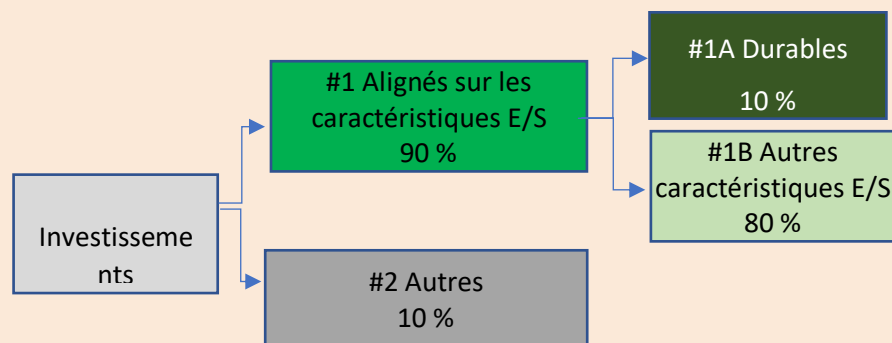 #1A Durables
10 %
#1 Alignés sur les
caractéristiques E/S
90 %
#1B Autres
caractéristiques E/S
80 %
Investisseme
nts
#2 Autres
10 %